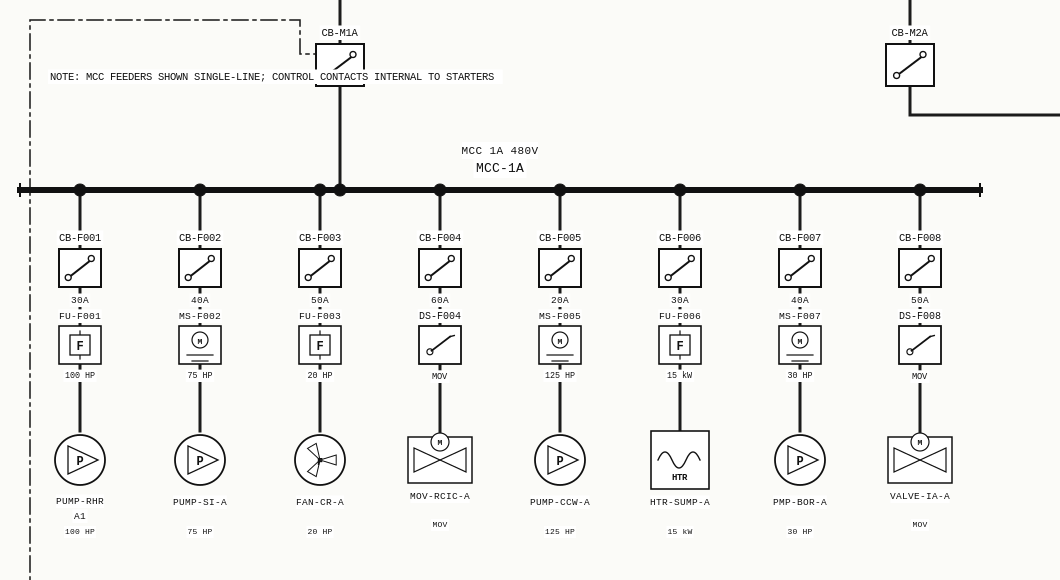 CB-M1A
CB-M2A
NOTE: MCC FEEDERS SHOWN SINGLE-LINE; CONTROL CONTACTS INTERNAL TO STARTERS
MCC 1A 480V
MCC-1A
CB-F001 CB-F002 CB-F003 CB-F004 CB-F005 CB-F006 CB-F007 CB-F008
30A 40A 50A 60A 20A 30A 40A 50A
FU-F001 MS-F002 FU-F003 DS-F004 MS-F005 FU-F006 MS-F007 DS-F008
F M F M F M
100 HP 75 HP 20 HP MOV 125 HP 15 kW 30 HP MOV
M M
P P P P
HTR
PUMP-RHR PUMP-SI-A FAN-CR-A MOV-RCIC-A PUMP-CCW-A HTR-SUMP-A PMP-BOR-A VALVE-IA-A
A1
100 HP 75 HP 20 HP MOV 125 HP 15 kW 30 HP MOV